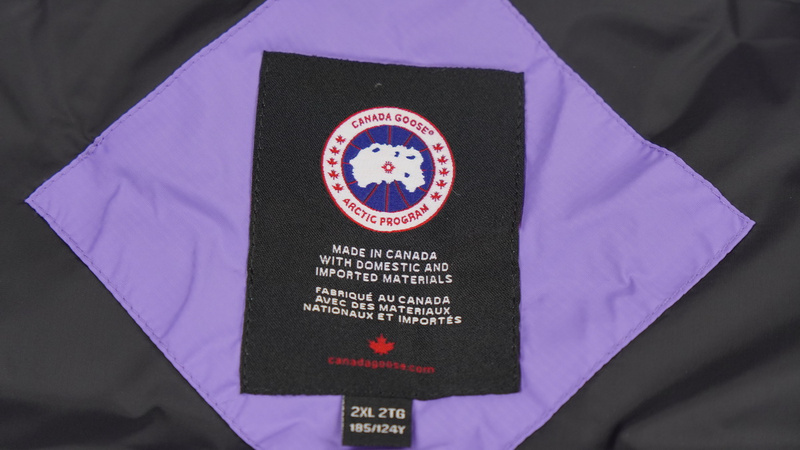 CANADA GOOSE®
ARCTIC PROGRAM
MADE IN CANADA
WITH DOMESTIC AND
IMPORTED MATERIALS
FABRIQUÉ AU CANADA
AVEC DES MATERIAUX
NATIONAUX ET IMPORTÉS
canadagoose.com
2XL 2TG
185/124Y